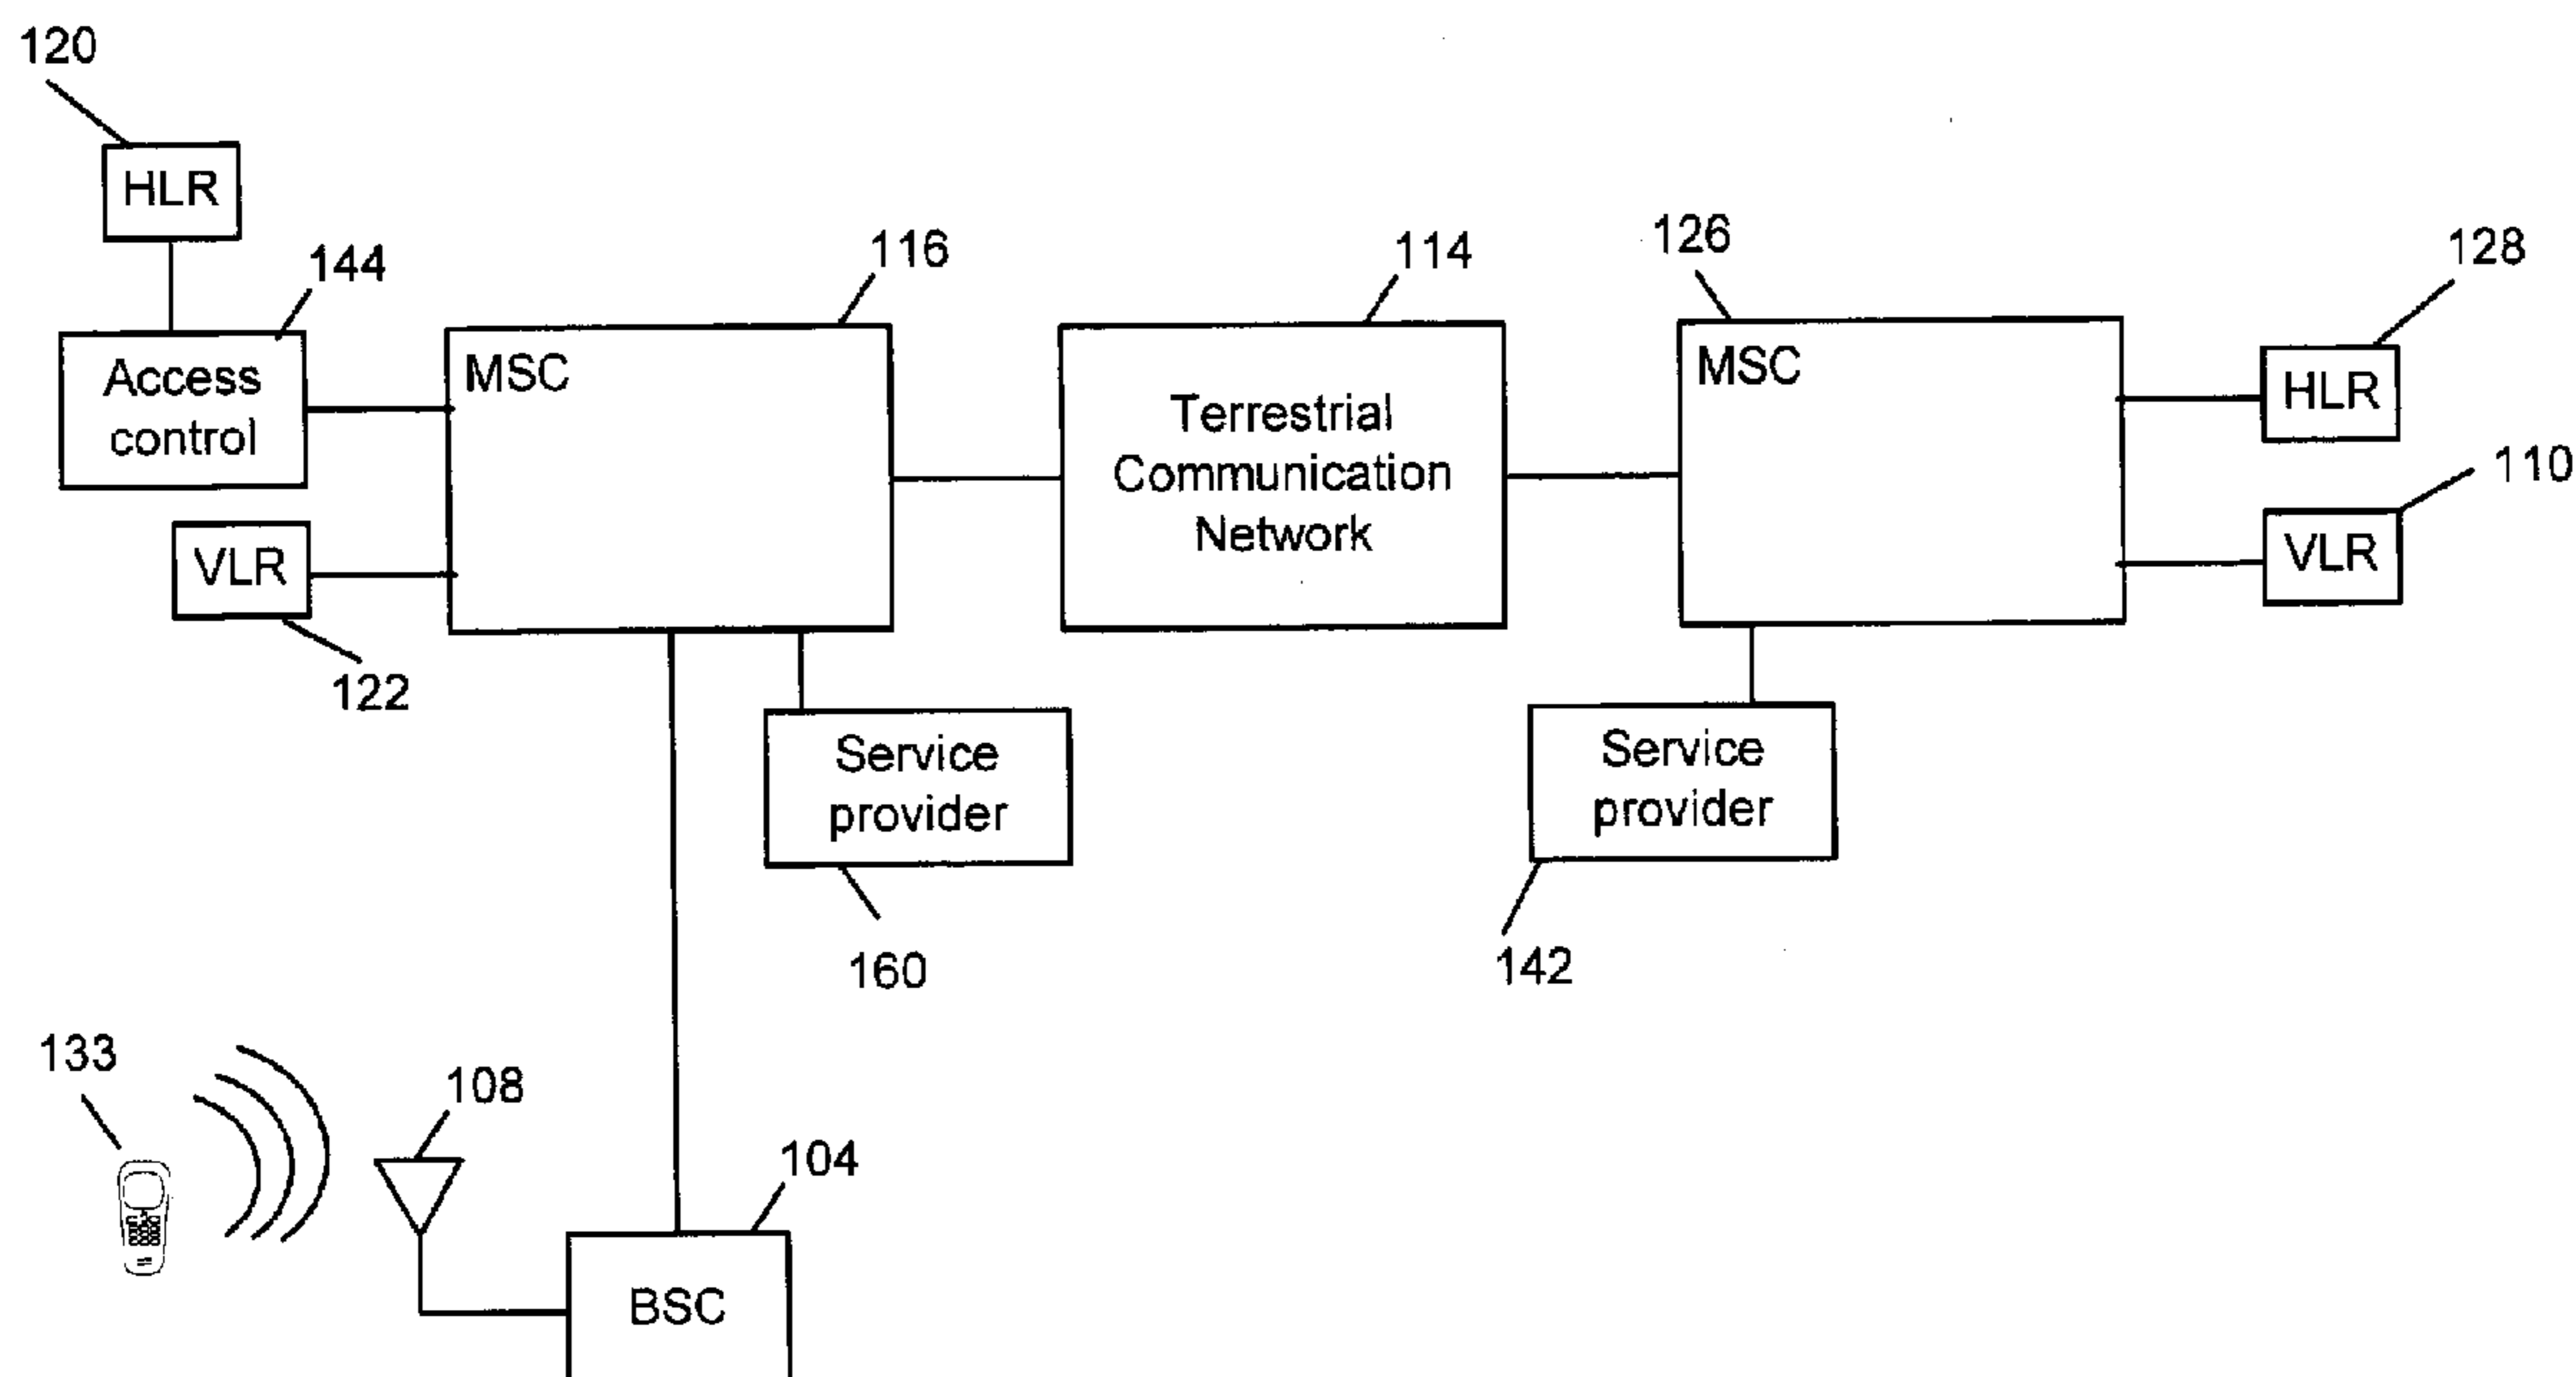 120
HLR
144
116
114
126
128
Access
control
MSC
Terrestrial
Communication
Network
MSC
HLR
110
VLR
VLR
122
Service
provider
160
Service
provider
142
133
108
104
BSC